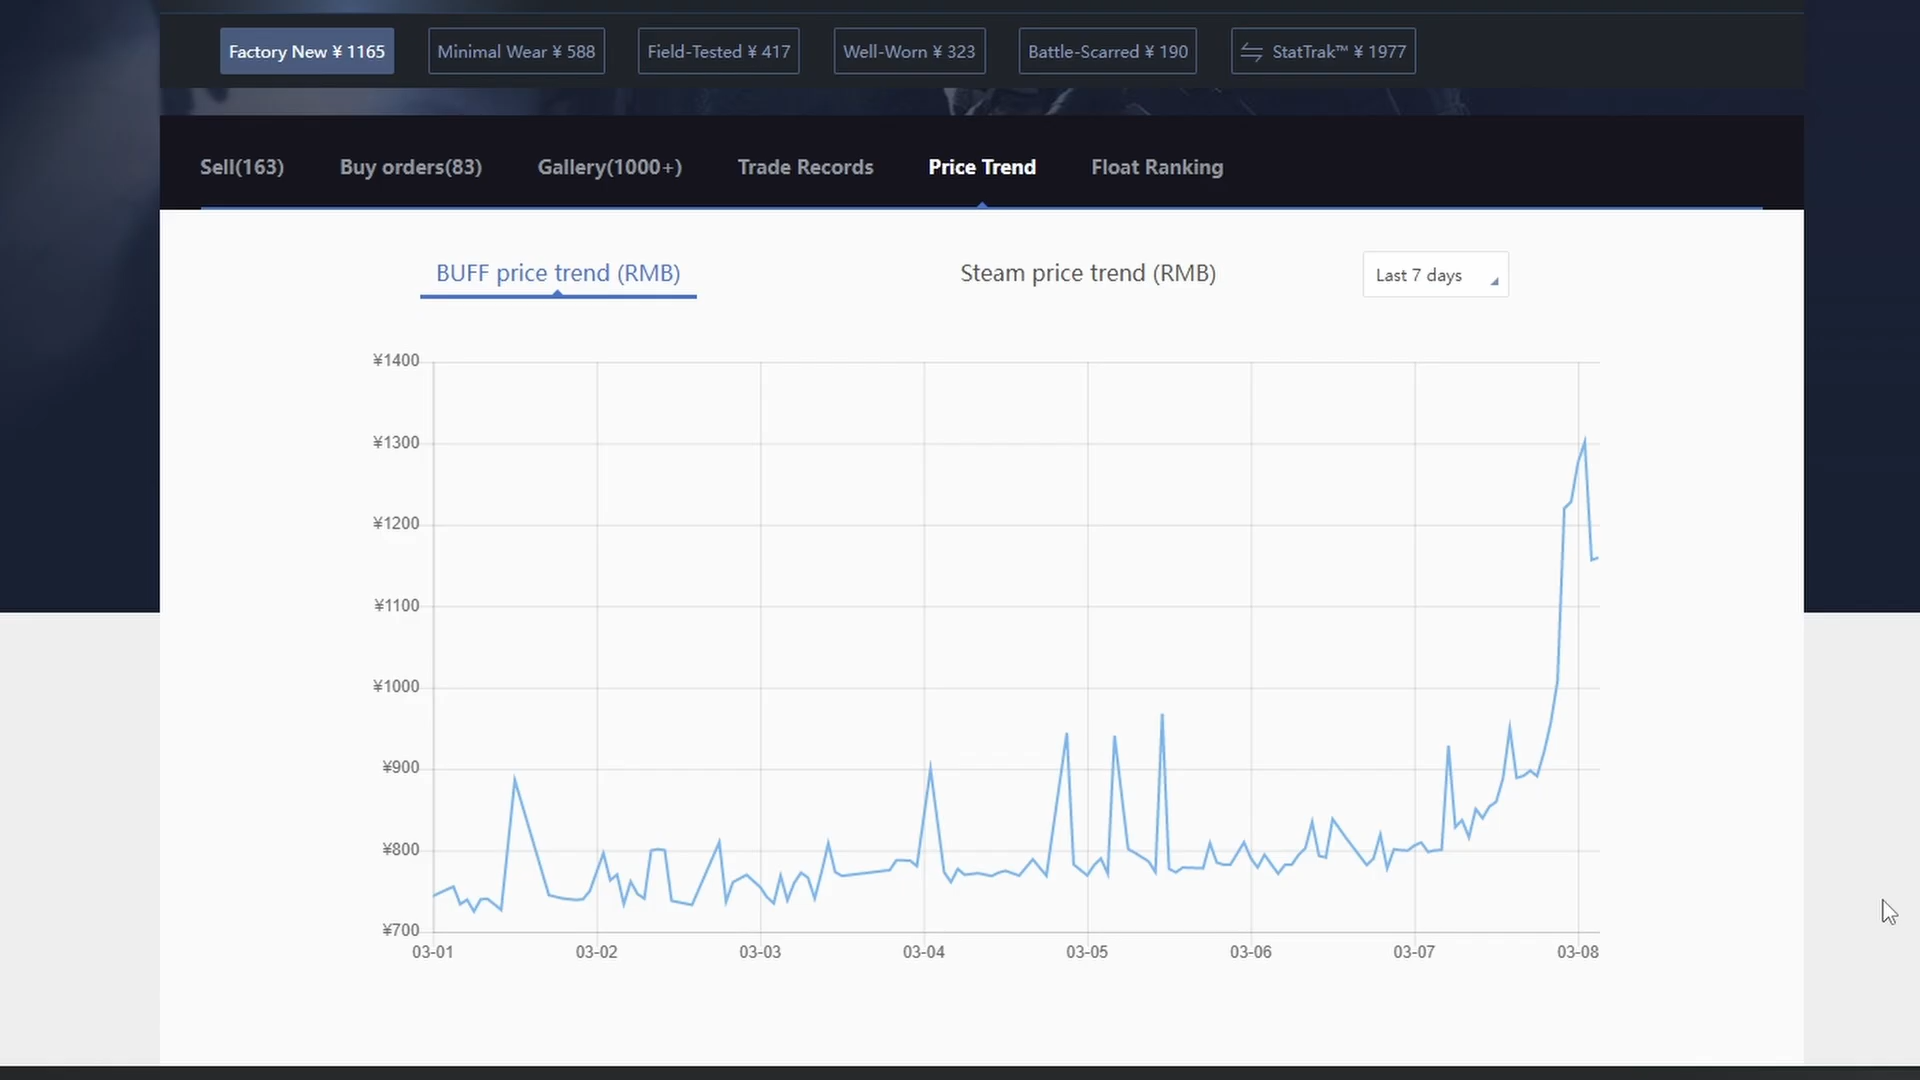 Factory New ¥ 1165 Minimal Wear ¥ 588 Field-Tested ¥ 417 Well-Worn ¥ 323 Battle-Scarred ¥ 190 StatTrak™ ¥ 1977
Sell(163) Buy orders(83) Gallery(1000+) Trade Records Price Trend Float Ranking
BUFF price trend (RMB) Steam price trend (RMB) Last 7 days
¥1400
¥1300
¥1200
¥1100
¥1000
¥900
¥800
¥700
03-01 03-02 03-03 03-04 03-05 03-06 03-07 03-08